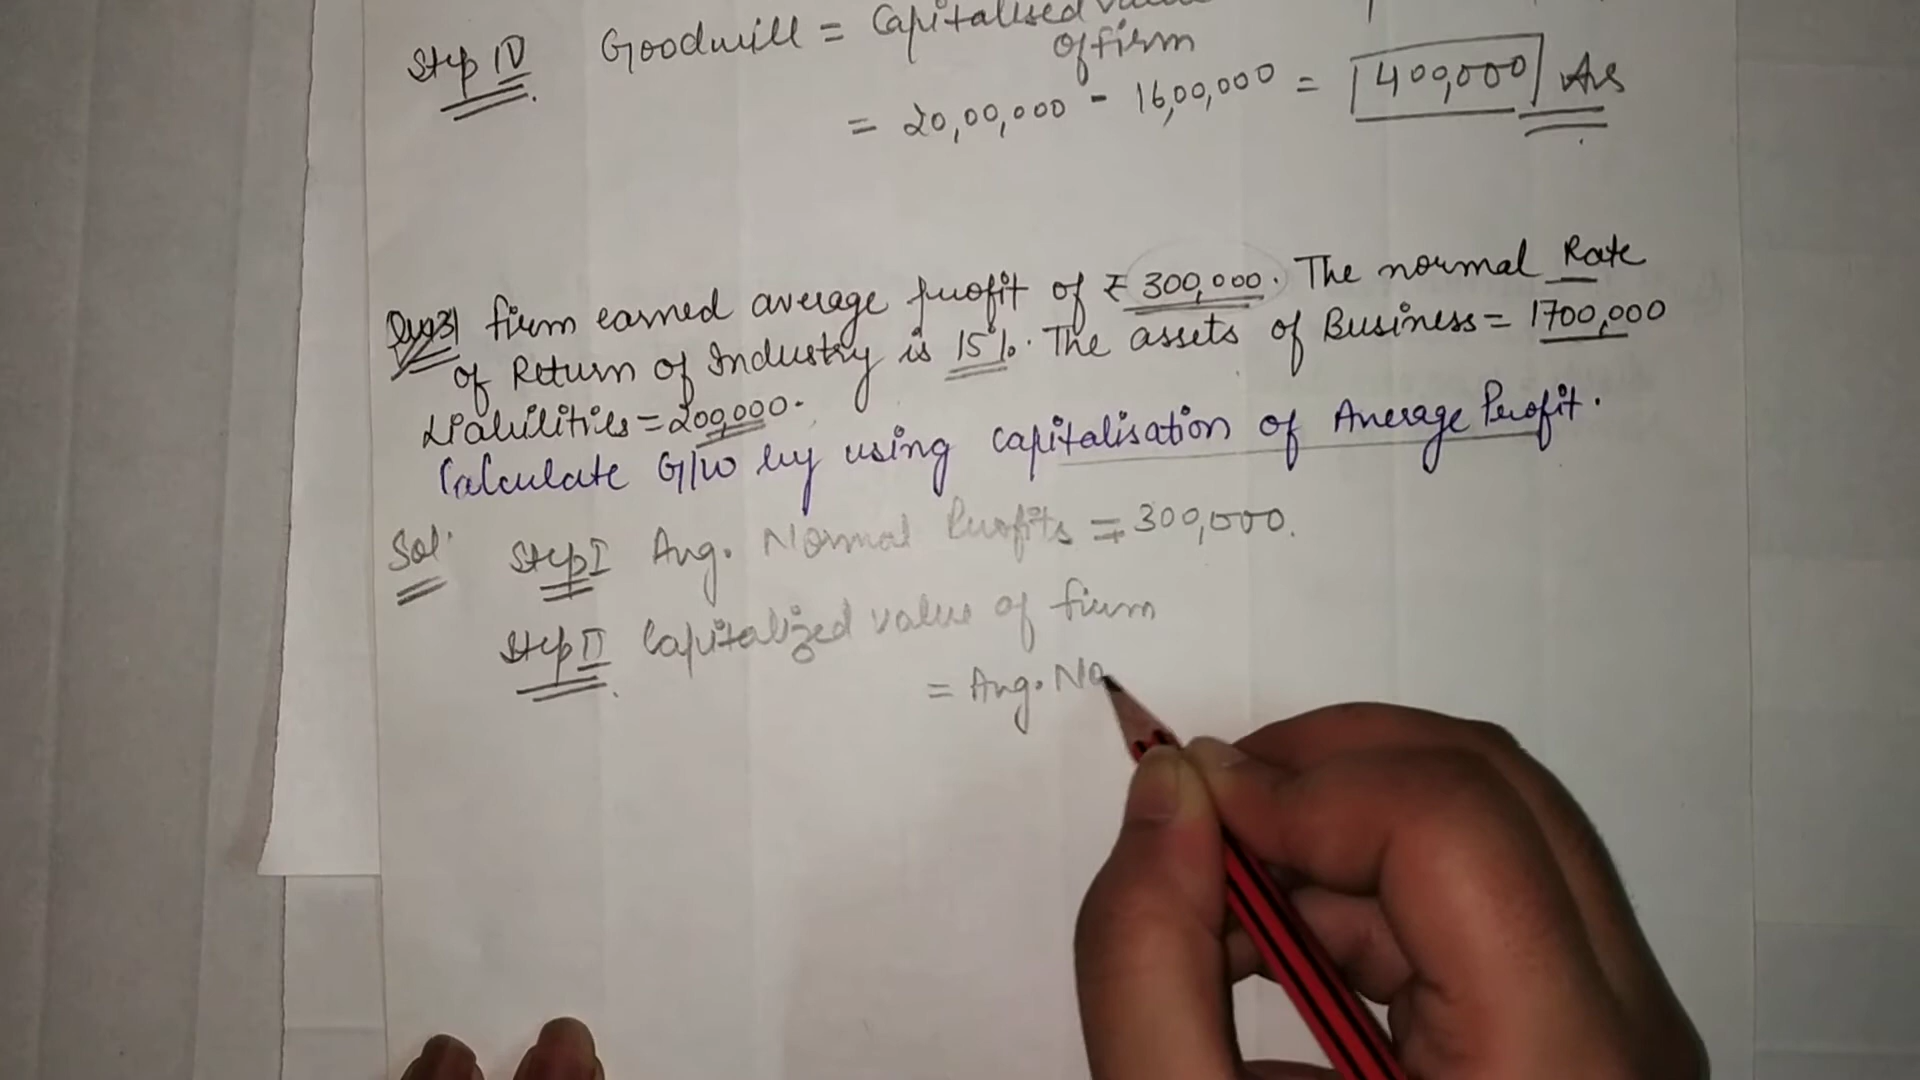 Step IV Goodwill = Capitalised
of firm
= 20,00,000 - 16,00,000 = 400,000 Ans
Ques3) firm earned average profit of ₹ 300,000. The normal Rate
of Return of Industry is 15%. The assets of Business = 1700,000
Liabilities = 200,000.
Calculate G/W by using capitalisation of Average Profit.
Sol. Step I Avg. Normal Profits = 300,000.
Step II Capitalized value of firm
= Avg. No